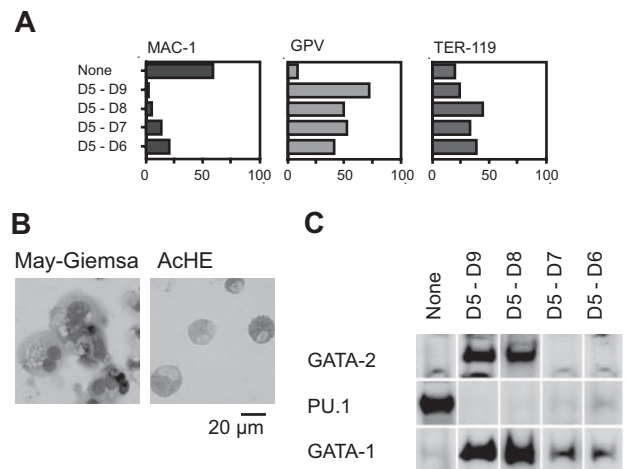 A
MAC-1 GPV TER-119
None
D5 - D9
D5 - D8
D5 - D7
D5 - D6
0 50 100 0 50 100 0 50 100
B
May-Giemsa AcHE
20 µm
C
None D5 - D9 D5 - D8 D5 - D7 D5 - D6
GATA-2
PU.1
GATA-1